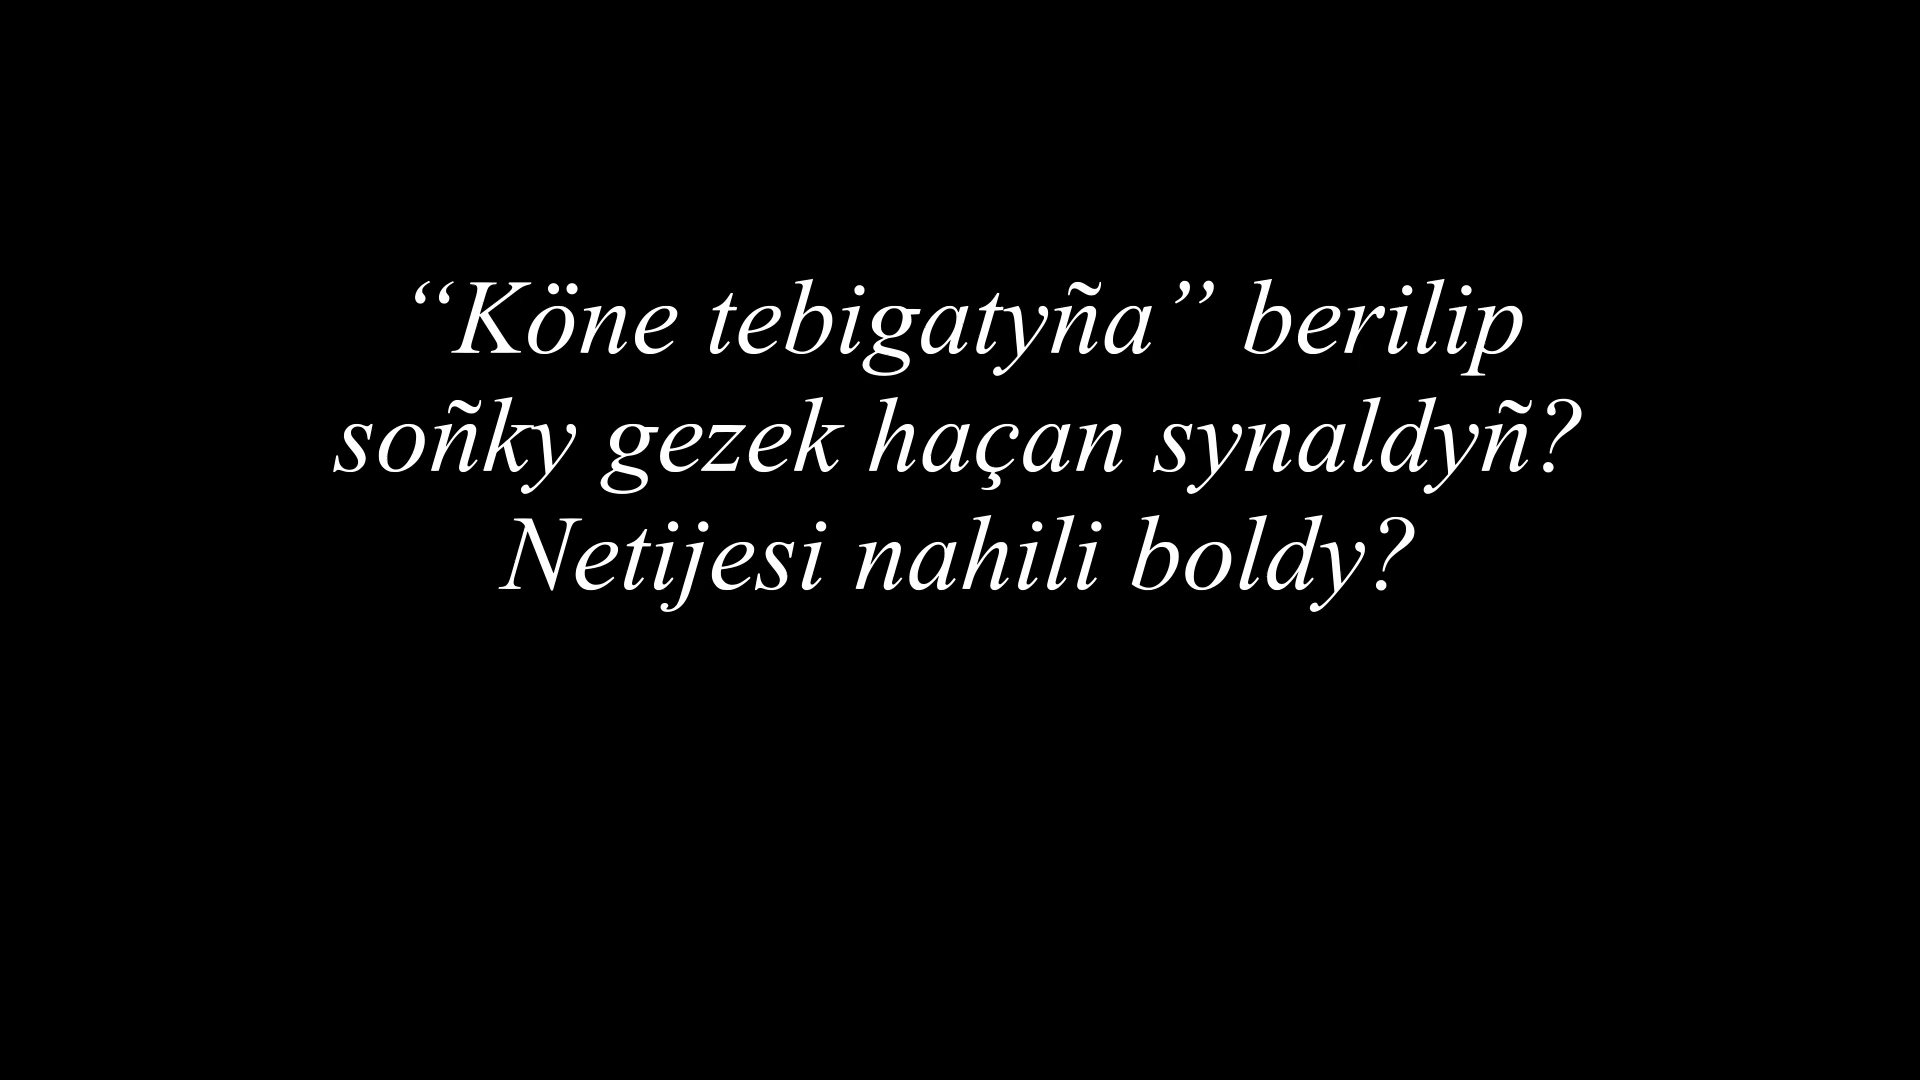 “Köne tebigatyña” berilip
soñky gezek haçan synaldyñ?
Netijesi nahili boldy?